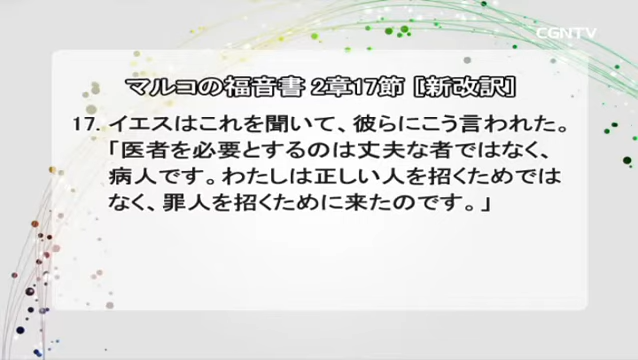 CGNTV
マルコの福音書 2章17節 [新改訳]
17. イエスはこれを聞いて、彼らにこう言われた。
「医者を必要とするのは丈夫な者ではなく、
病人です。わたしは正しい人を招くためでは
なく、罪人を招くために来たのです。」